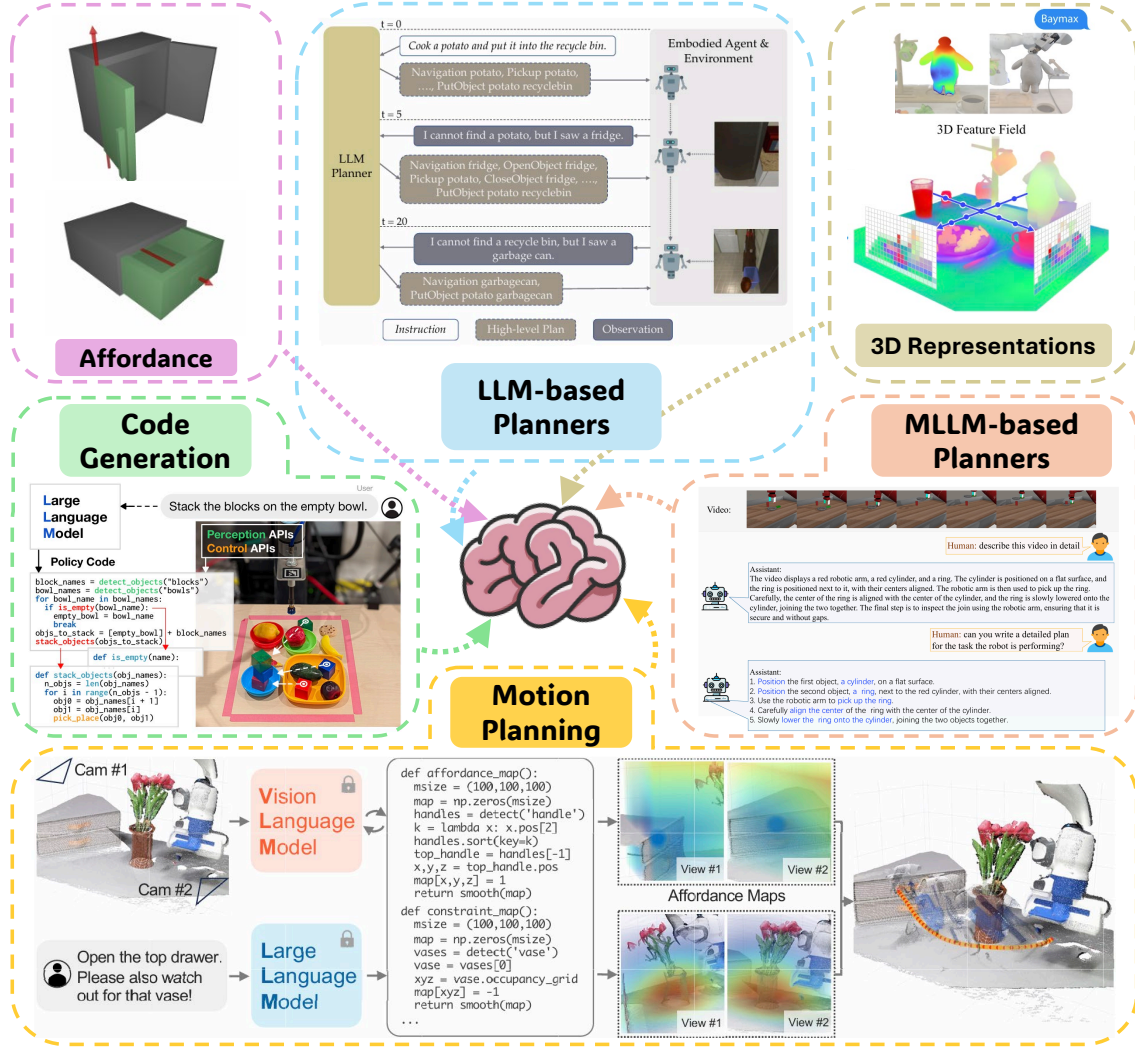 Affordance
t=0
Cook a potato and put it into the recycle bin.
Navigation potato, Pickup potato,
...., PutObject potato recyclebin
t = 5
I cannot find a potato, but I saw a fridge.
Navigation fridge, OpenObject fridge,
Pickup potato, CloseObject fridge, ....,
PutObject potato recyclebin
t = 20
I cannot find a recycle bin, but I saw a
garbage can.
Navigation garbagecan,
PutObject potato garbagecan
LLM
Planner
Embodied Agent &
Environment
Instruction
High-level Plan
Observation
LLM-based
Planners
Baymax
3D Feature Field
3D Representations
Code
Generation
Large
Language
Model
User
Stack the blocks on the empty bowl.
Policy Code
Perception APIs
Control APIs
block_names = detect_objects("blocks")
bowl_names = detect_objects("bowls")
for bowl_name in bowl_names:
if is_empty(bowl_name):
empty_bowl = bowl_name
break
objs_to_stack = [empty_bowl] + block_names
stack_objects(objs_to_stack)
def is_empty(name):
def stack_objects(obj_names):
n_objs = len(obj_names)
for i in range(n_objs - 1):
obj0 = obj_names[i + 1]
obj1 = obj_names[i]
pick_place(obj0, obj1)
MLLM-based
Planners
Video:
Human: describe this video in detail
Assistant:
The video displays a red robotic arm, a red cylinder, and a ring. The cylinder is positioned on a flat surface, and
the ring is positioned next to it, with their centers aligned. The robotic arm is then used to pick up the ring.
Carefully, the center of the ring is aligned with the center of the cylinder, and the ring is slowly lowered onto the
cylinder, joining the two together. The final step is to inspect the join using the robotic arm, ensuring that it is
secure and without gaps.
Human: can you write a detailed plan
for the task the robot is performing?
Assistant:
1. Position the first object, a cylinder, on a flat surface.
2. Position the second object, a ring, next to the red cylinder, with their centers aligned.
3. Use the robotic arm to pick up the ring.
4. Carefully align the center of the ring with the center of the cylinder.
5. Slowly lower the ring onto the cylinder, joining the two objects together.
Motion
Planning
Cam #1
Cam #2
Vision
Language
Model
Open the top drawer.
Please also watch
out for that vase!
Large
Language
Model
def affordance_map():
msize = (100,100,100)
map = np.zeros(msize)
handles = detect('handle')
k = lambda x: x.pos[2]
handles.sort(key=k)
top_handle = handles[-1]
x,y,z = top_handle.pos
map[x,y,z] = 1
return smooth(map)
def constraint_map():
msize = (100,100,100)
map = np.zeros(msize)
vases = detect('vase')
vase = vases[0]
xyz = vase.occupancy_grid
map[xyz] = -1
return smooth(map)
...
View #1
View #2
Affordance Maps
View #1
View #2